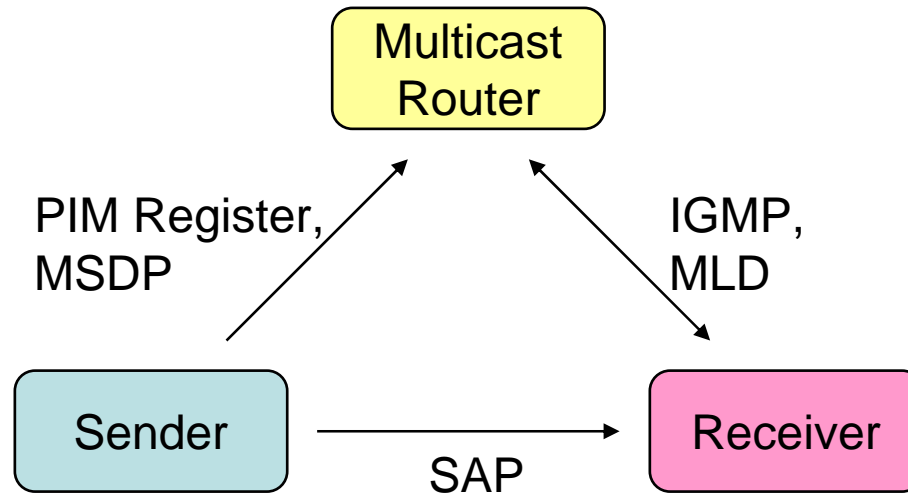 Multicast
Router
PIM Register,
MSDP
IGMP,
MLD
Sender
SAP
Receiver